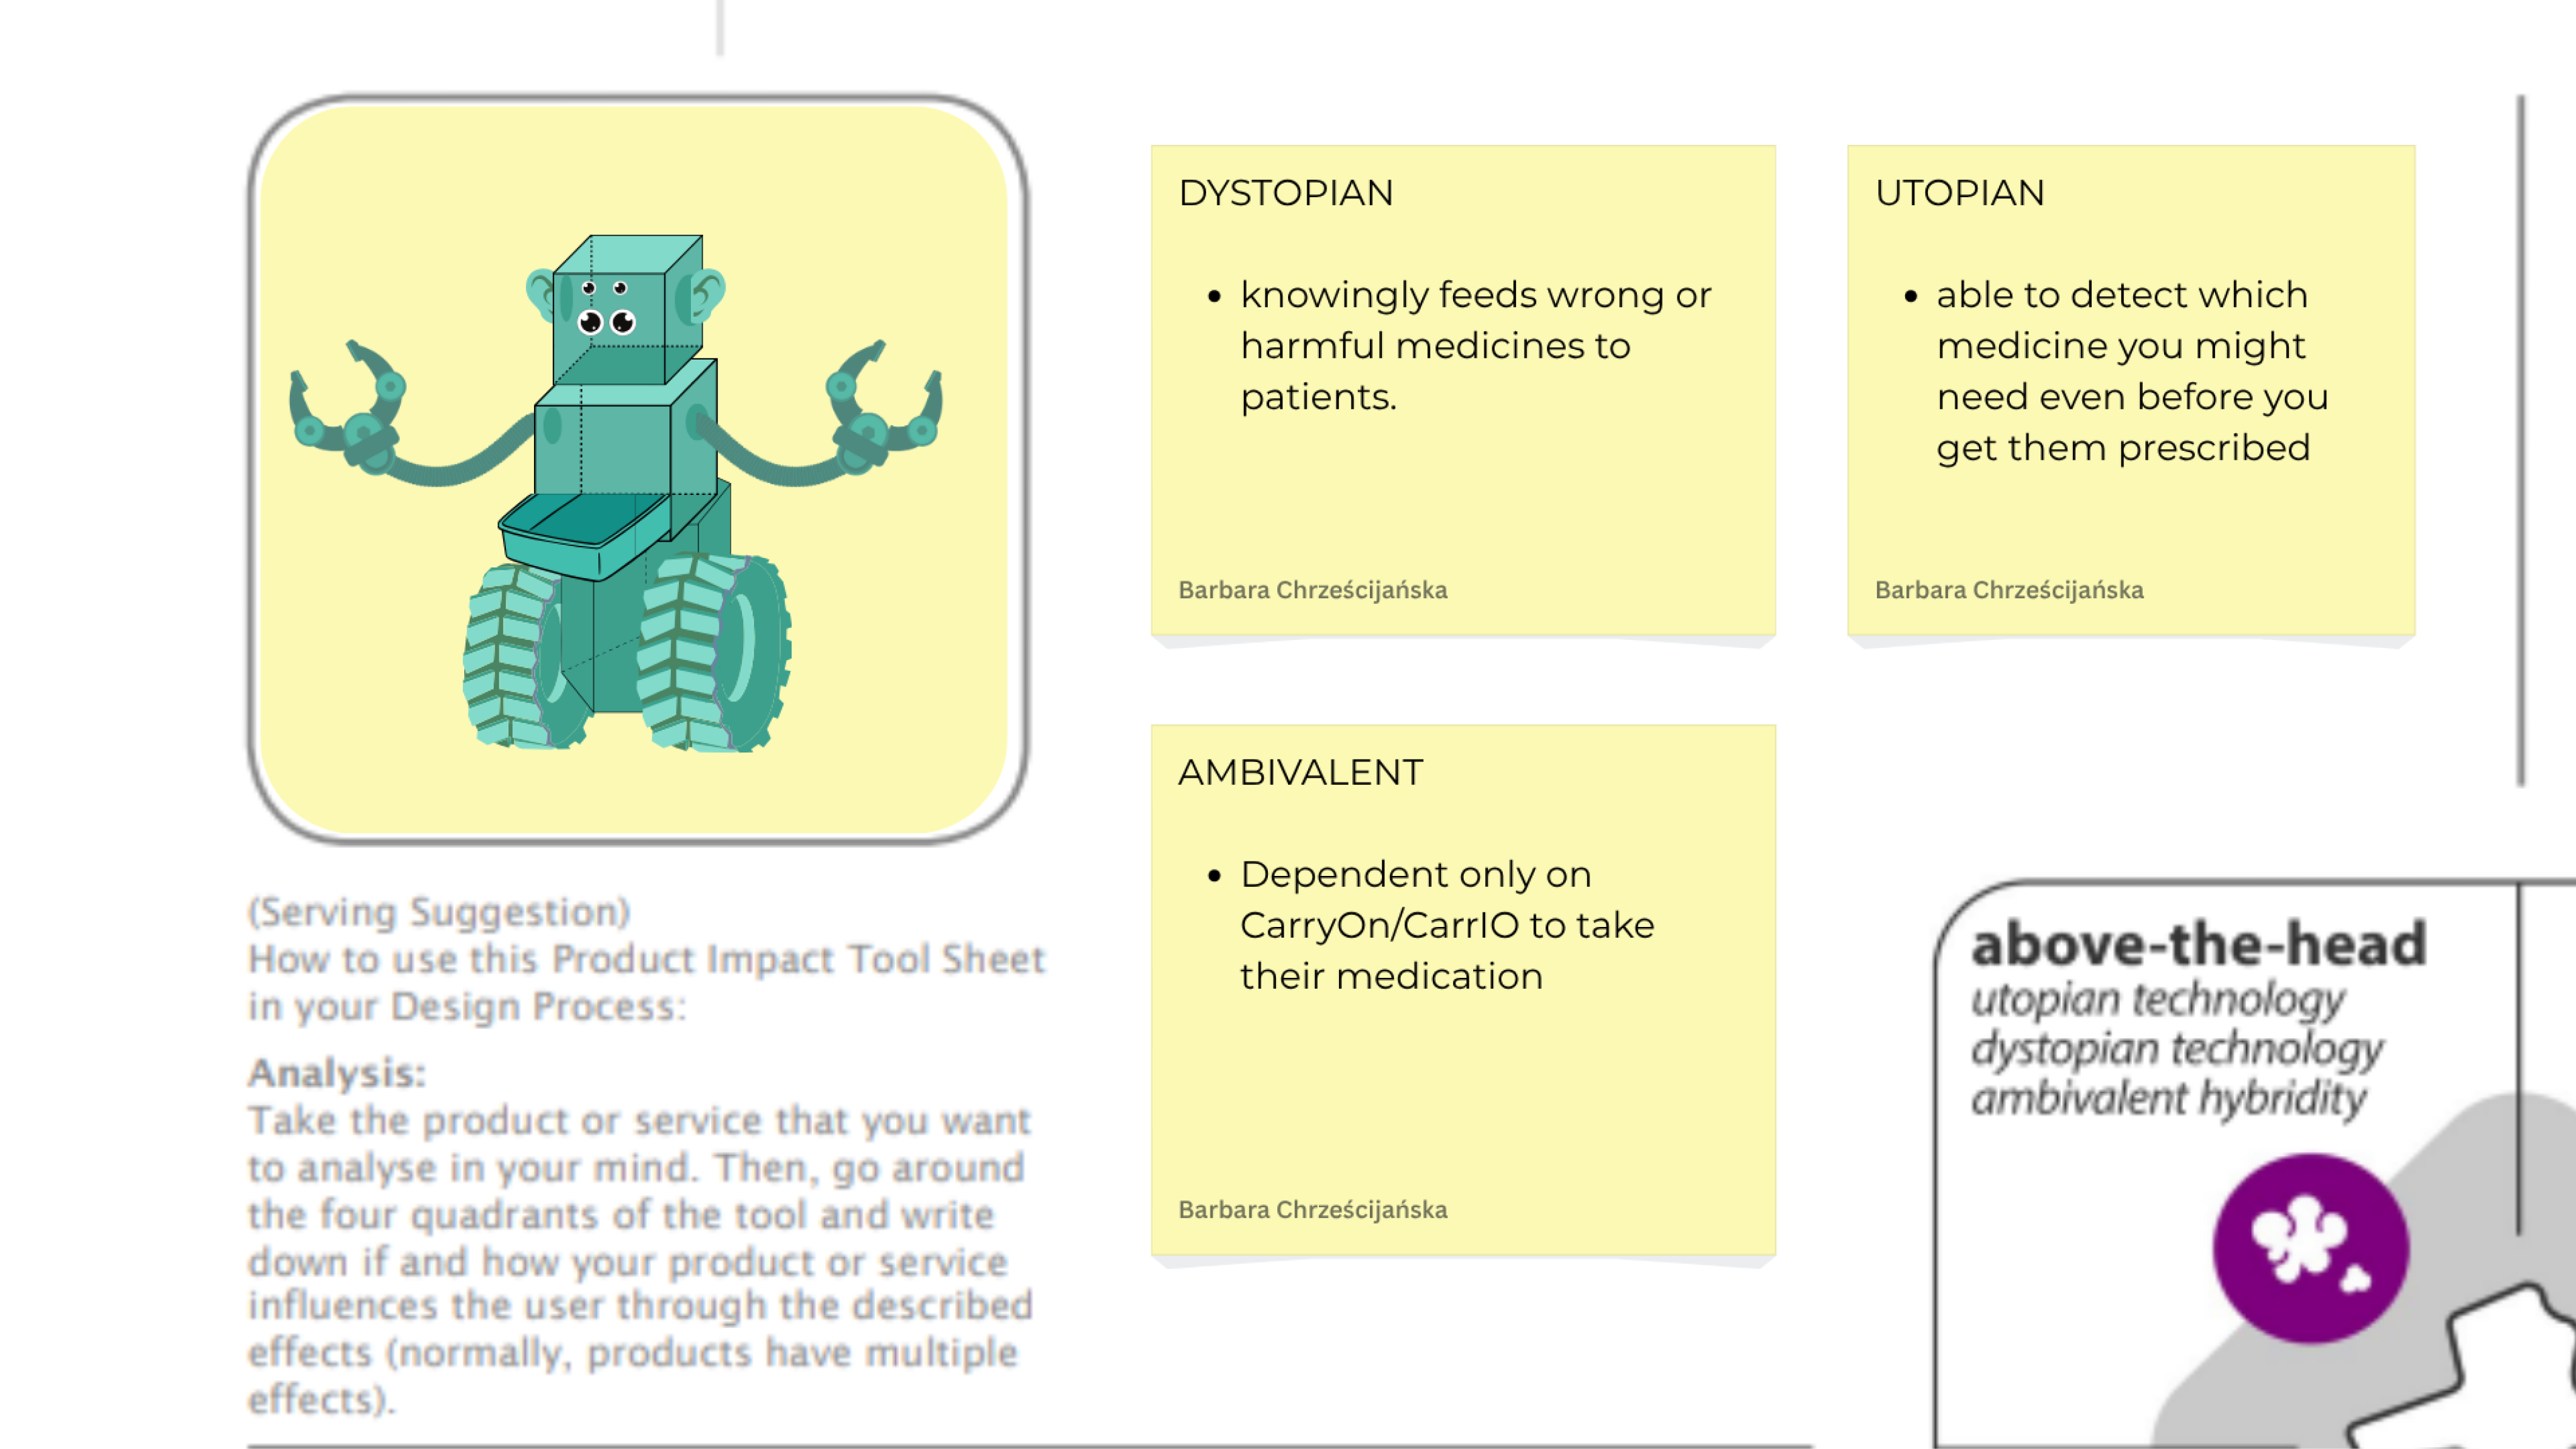 DYSTOPIAN
knowingly feeds wrong or
harmful medicines to
patients.
Barbara Chrześcijańska
UTOPIAN
able to detect which
medicine you might
need even before you
get them prescribed
Barbara Chrześcijańska
AMBIVALENT
Dependent only on
CarryOn/CarrIO to take
their medication
Barbara Chrześcijańska
(Serving Suggestion)
How to use this Product Impact Tool Sheet
in your Design Process:
Analysis:
Take the product or service that you want
to analyse in your mind. Then, go around
the four quadrants of the tool and write
down if and how your product or service
influences the user through the described
effects (normally, products have multiple
effects).
above-the-head
utopian technology
dystopian technology
ambivalent hybridity